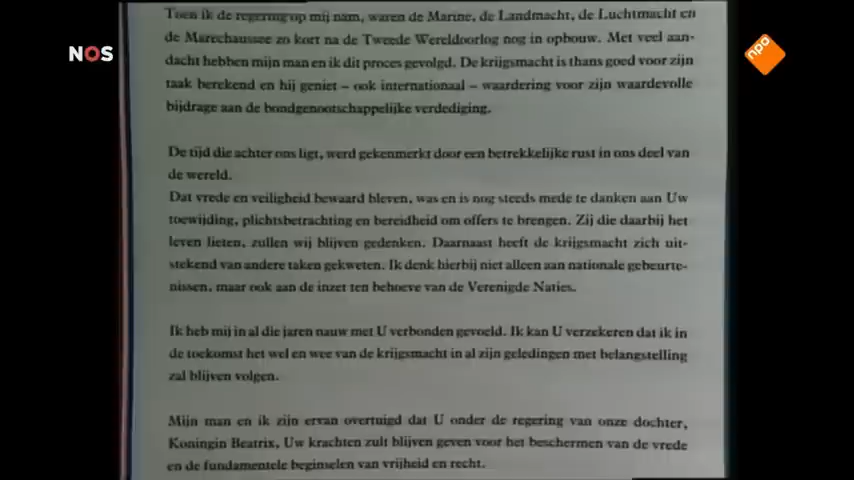 Toen ik de regering op mij nam, waren de Marine, de Landmacht, de Luchtmacht en
de Marechaussee zo kort na de Tweede Wereldoorlog nog in opbouw. Met veel aan-
dacht hebben mijn man en ik dit proces gevolgd. De krijgsmacht is thans goed voor zijn
taak berekend en hij geniet – ook internationaal – waardering voor zijn waardevolle
bijdrage aan de bondgenootschappelijke verdediging.
De tijd die achter ons ligt, werd gekenmerkt door een betrekkelijke rust in ons deel van
de wereld.
Dat vrede en veiligheid bewaard bleven, was en is nog steeds mede te danken aan Uw
toewijding, plichtsbetrachting en bereidheid om offers te brengen. Zij die daarbij het
leven lieten, zullen wij blijven gedenken. Daarnaast heeft de krijgsmacht zich uit-
stekend van andere taken gekweten. Ik denk hierbij niet alleen aan nationale gebeurte-
nissen, maar ook aan de inzet ten behoeve van de Verenigde Naties.
Ik heb mij in al die jaren nauw met U verbonden gevoeld. Ik kan U verzekeren dat ik in
de toekomst het wel en wee van de krijgsmacht in al zijn geledingen met belangstelling
zal blijven volgen.
Mijn man en ik zijn ervan overtuigd dat U onder de regering van onze dochter,
Koningin Beatrix, Uw krachten zult blijven geven voor het beschermen van de vrede
en de fundamentele beginselen van vrijheid en recht.
NOS
npo